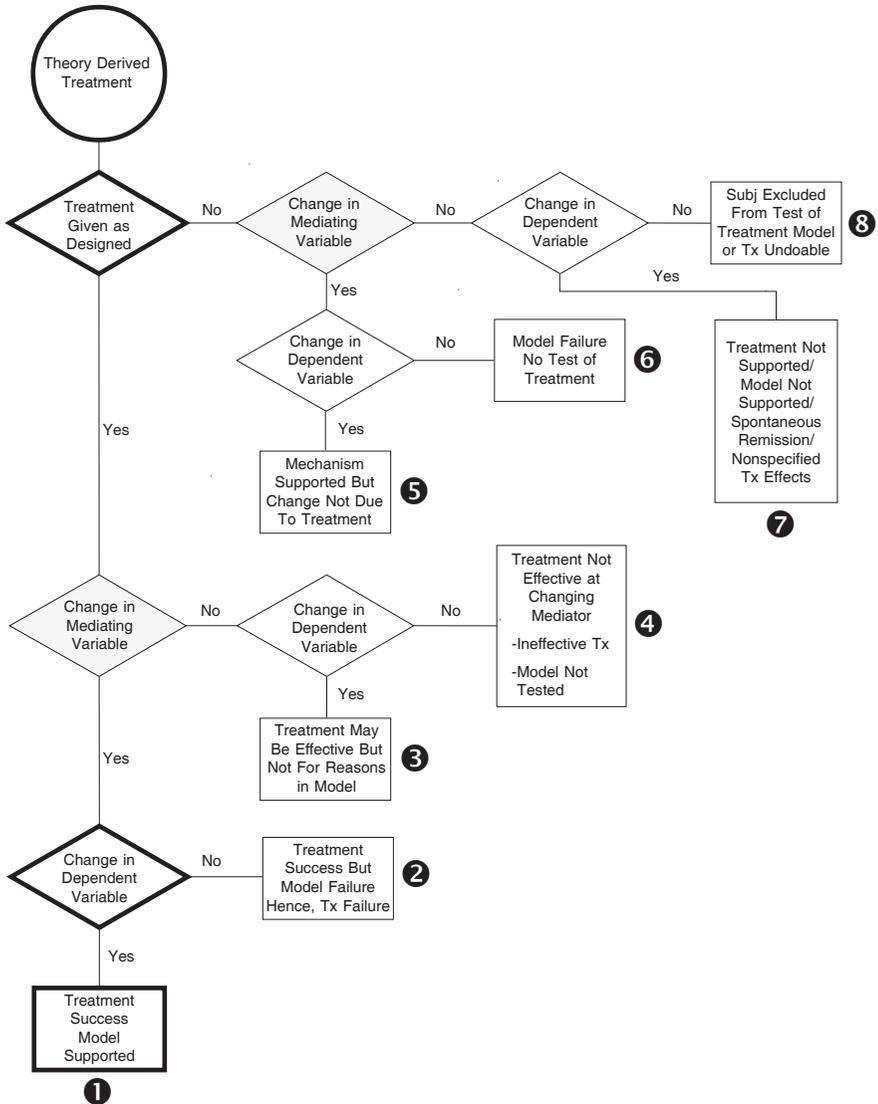 Theory Derived
Treatment
Treatment
Given as
Designed
No
Change in
Mediating
Variable
No
Change in
Dependent
Variable
No
Subj Excluded
From Test of
Treatment Model
or Tx Undoable
8
Yes
Treatment Not
Supported/
Model Not
Supported/
Spontaneous
Remission/
Nonspecified
Tx Effects
7
Yes
Change in
Dependent
Variable
No
Model Failure
No Test of
Treatment
6
Yes
Mechanism
Supported But
Change Not Due
To Treatment
5
Yes
Change in
Mediating
Variable
No
Change in
Dependent
Variable
No
Treatment Not
Effective at
Changing
Mediator
-Ineffective Tx
-Model Not
Tested
4
Yes
Treatment May
Be Effective But
Not For Reasons
in Model
3
Yes
Change in
Dependent
Variable
No
Treatment
Success But
Model Failure
Hence, Tx Failure
2
Yes
Treatment
Success
Model
Supported
1